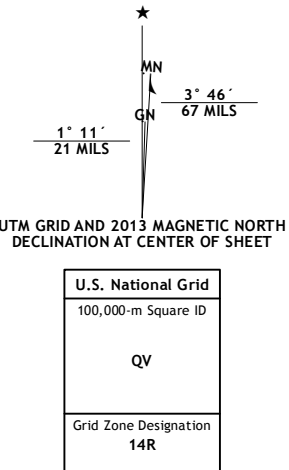 MN
GN
3° 46´
67 MILS
1° 11´
21 MILS
UTM GRID AND 2013 MAGNETIC NORTH
DECLINATION AT CENTER OF SHEET
U.S. National Grid
100,000-m Square ID
QV
Grid Zone Designation
14R